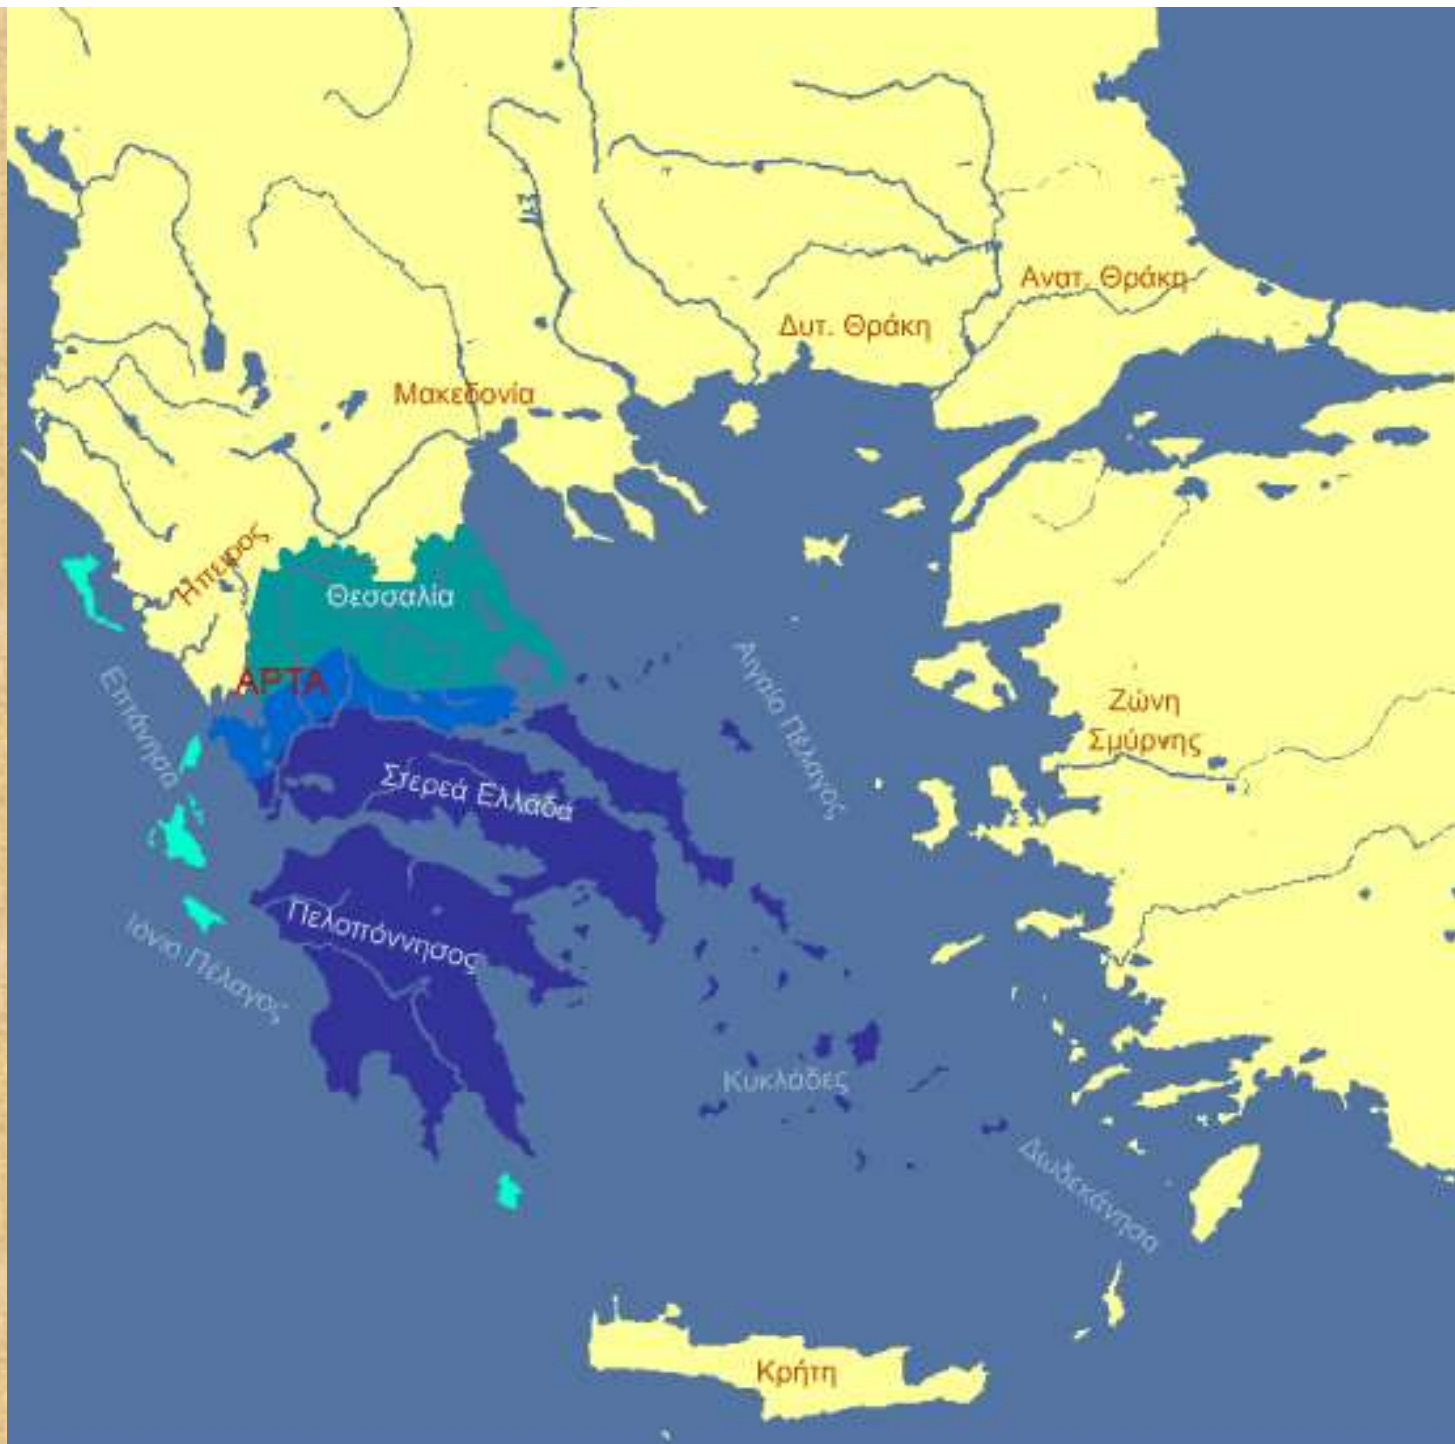 Ανατ. Θράκη
Δυτ. Θράκη
Μακεδονία
Ήπειρος
Θεσσαλία
ΑΡΤΑ
Επτάνησα
Αιγαίο Πέλαγος
Ζώνη
Σμύρνης
Στερεά Ελλάδα
Πελοπόννησος
Ιόνιο Πέλαγος
Κυκλάδες
Δωδεκάνησα
Κρήτη